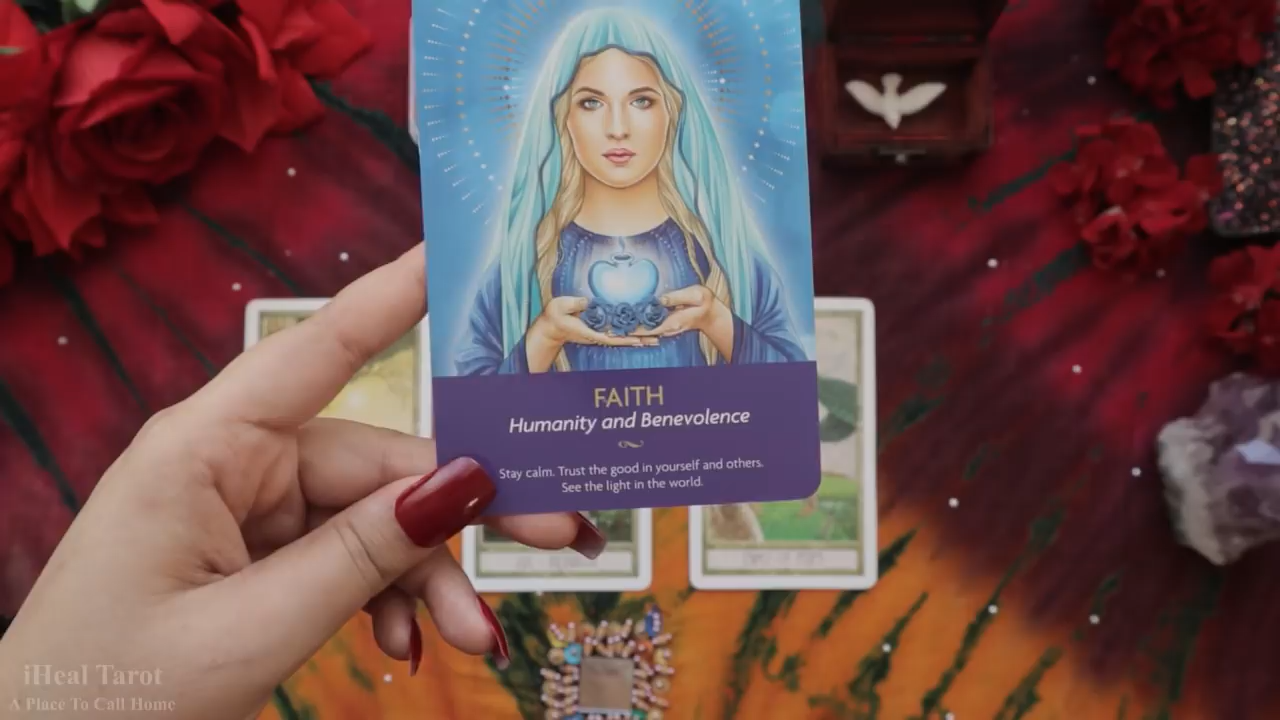 FAITH
Humanity and Benevolence
Stay calm. Trust the good in yourself and others.
See the light in the world.
iHeal Tarot
A Place To Call Home